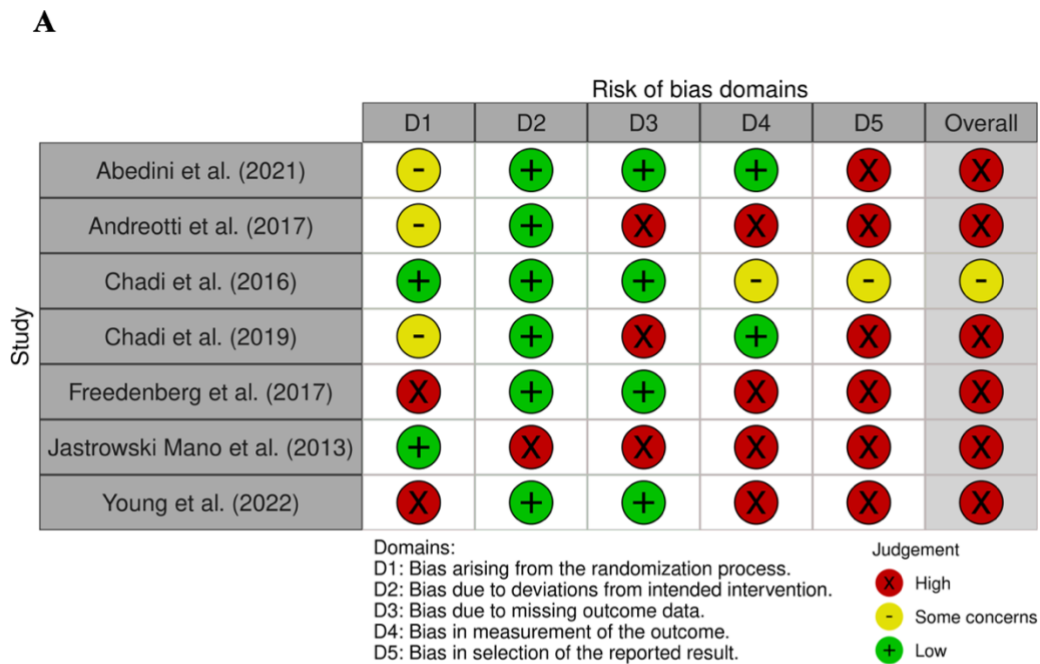 A
Risk of bias domains
D1 D2 D3 D4 D5 Overall
Study
Abedini et al. (2021) - + + + X X
Andreotti et al. (2017) - + X X X X
Chadi et al. (2016) + + + - - -
Chadi et al. (2019) - + X + X X
Freedenberg et al. (2017) X + + X X X
Jastrowski Mano et al. (2013) + X X X X X
Young et al. (2022) X + + X X X
Domains:
D1: Bias arising from the randomization process.
D2: Bias due to deviations from intended intervention.
D3: Bias due to missing outcome data.
D4: Bias in measurement of the outcome.
D5: Bias in selection of the reported result.
Judgement
X High
- Some concerns
+ Low